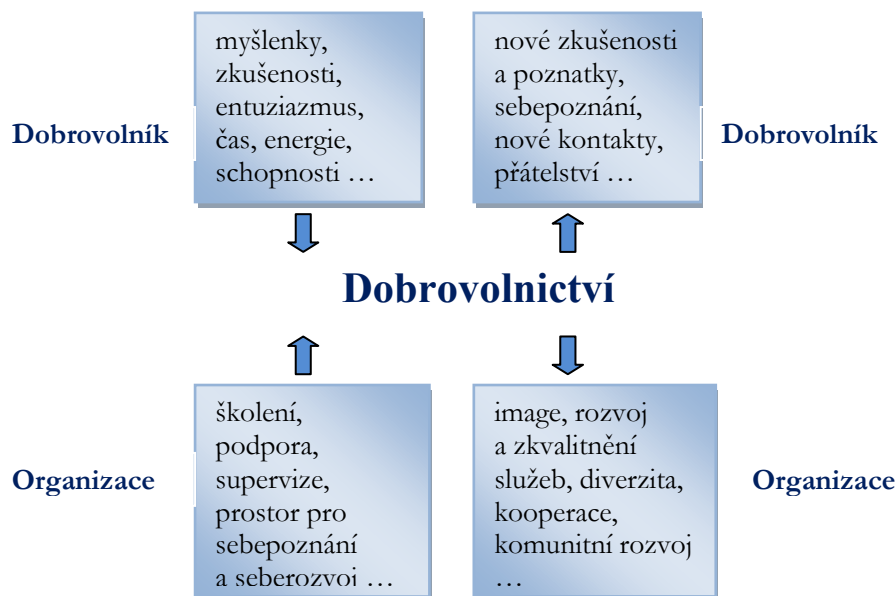 myšlenky,
zkušenosti,
entuziazmus,
čas, energie,
schopnosti …
Dobrovolník
nové zkušenosti
a poznatky,
sebepoznání,
nové kontakty,
přátelství …
Dobrovolník
Dobrovolnictví
školení,
podpora,
supervize,
prostor pro
sebepoznání
a seberozvoj …
Organizace
image, rozvoj
a zkvalitnění
služeb, diverzita,
kooperace,
komunitní rozvoj
…
Organizace